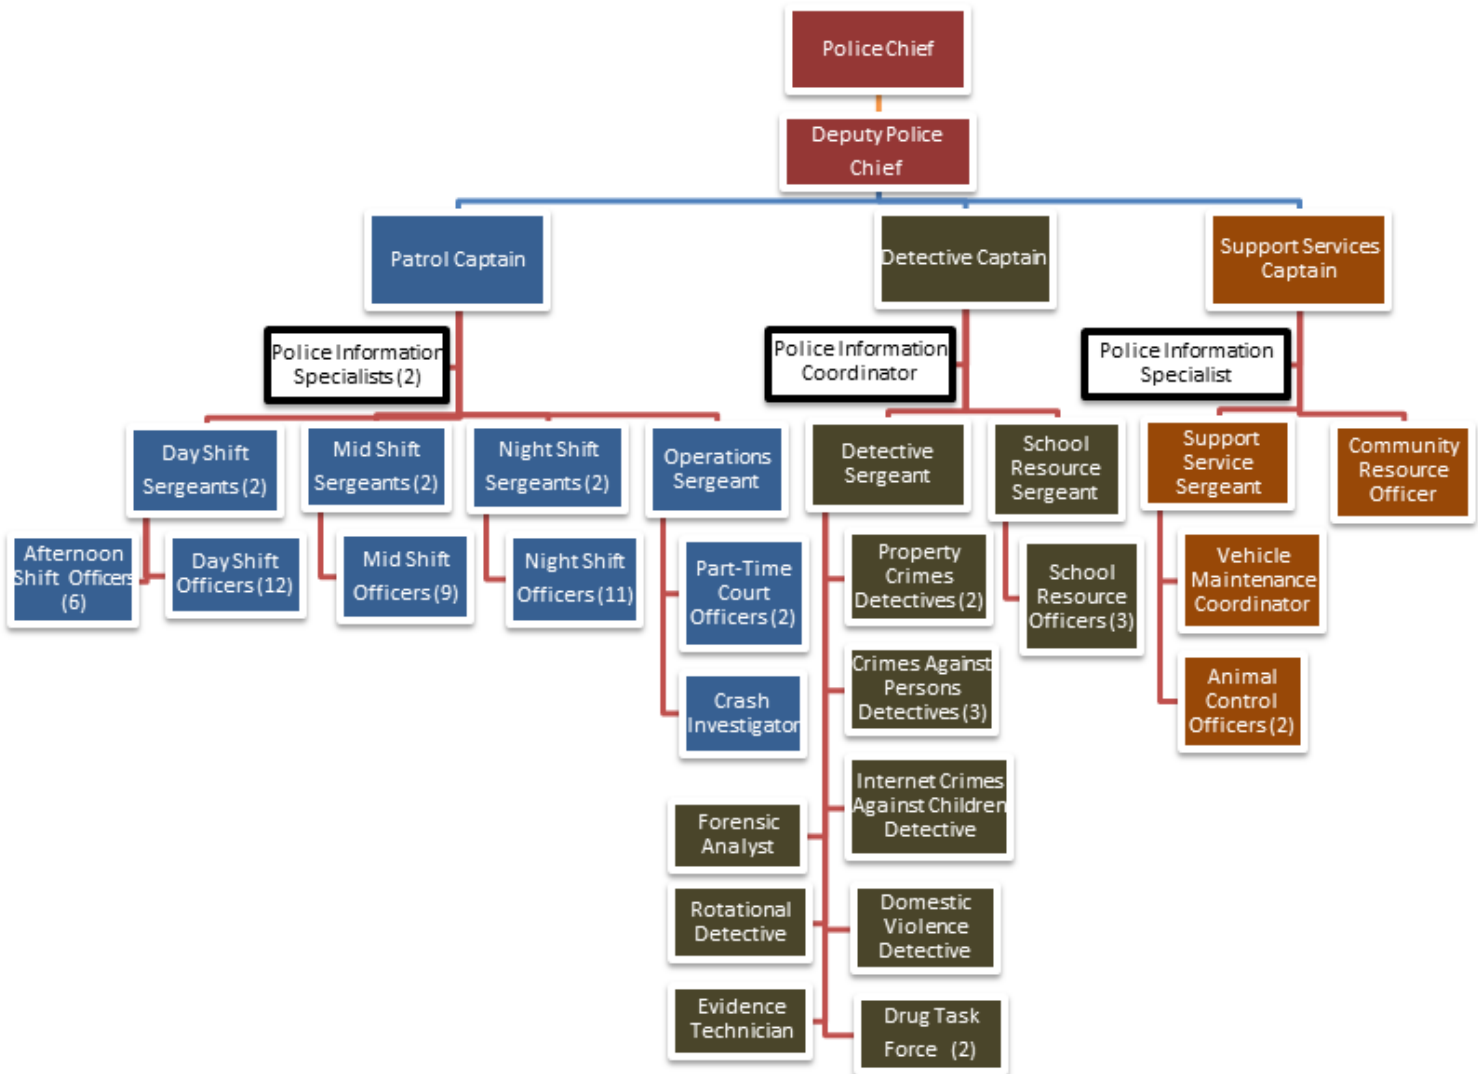 Police Chief
Deputy Police
Chief
Patrol Captain
Detective Captain
Support Services
Captain
Police Information
Specialists (2)
Police Information
Coordinator
Police Information
Specialist
Day Shift
Sergeants (2)
Mid Shift
Sergeants (2)
Night Shift
Sergeants (2)
Operations
Sergeant
Detective
Sergeant
School
Resource
Sergeant
Support
Service
Sergeant
Community
Resource
Officer
Afternoon
Shift Officers
(6)
Day Shift
Officers (12)
Mid Shift
Officers (9)
Night Shift
Officers (11)
Part-Time
Court
Officers (2)
Property
Crimes
Detectives (2)
School
Resource
Officers (3)
Vehicle
Maintenance
Coordinator
Crash
Investigator
Crimes Against
Persons
Detectives (3)
Animal
Control
Officers (2)
Internet Crimes
Against Children
Detective
Forensic
Analyst
Rotational
Detective
Domestic
Violence
Detective
Evidence
Technician
Drug Task
Force (2)